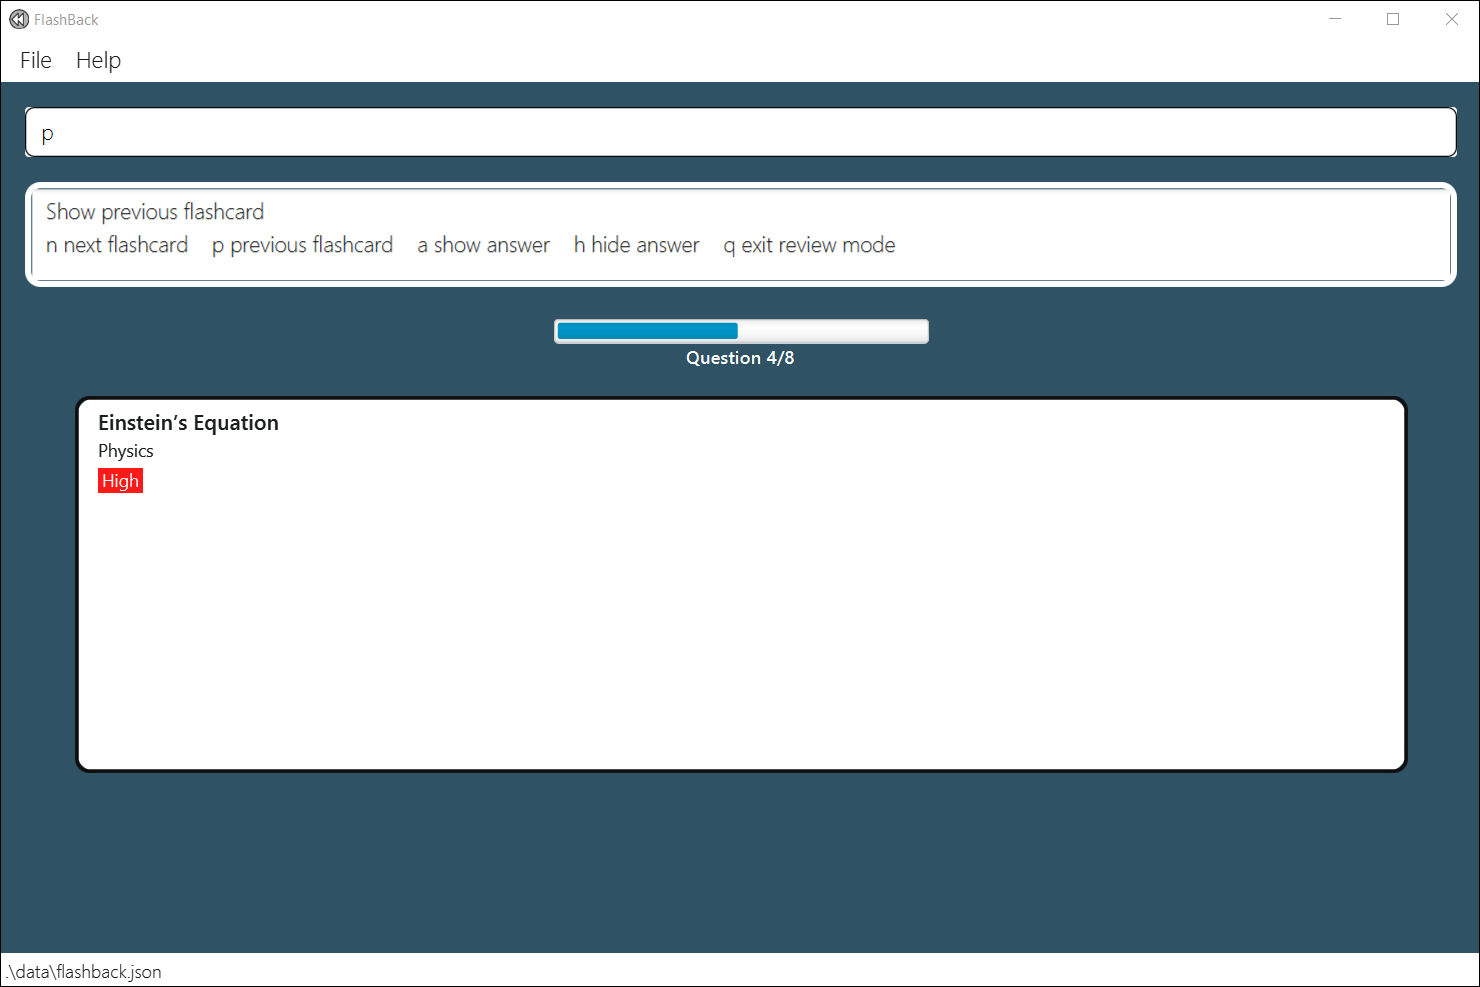 FlashBack
File Help
p
Show previous flashcard
n next flashcard p previous flashcard a show answer h hide answer q exit review mode
Question 4/8
Einstein’s Equation
Physics
High
.\data\flashback.json